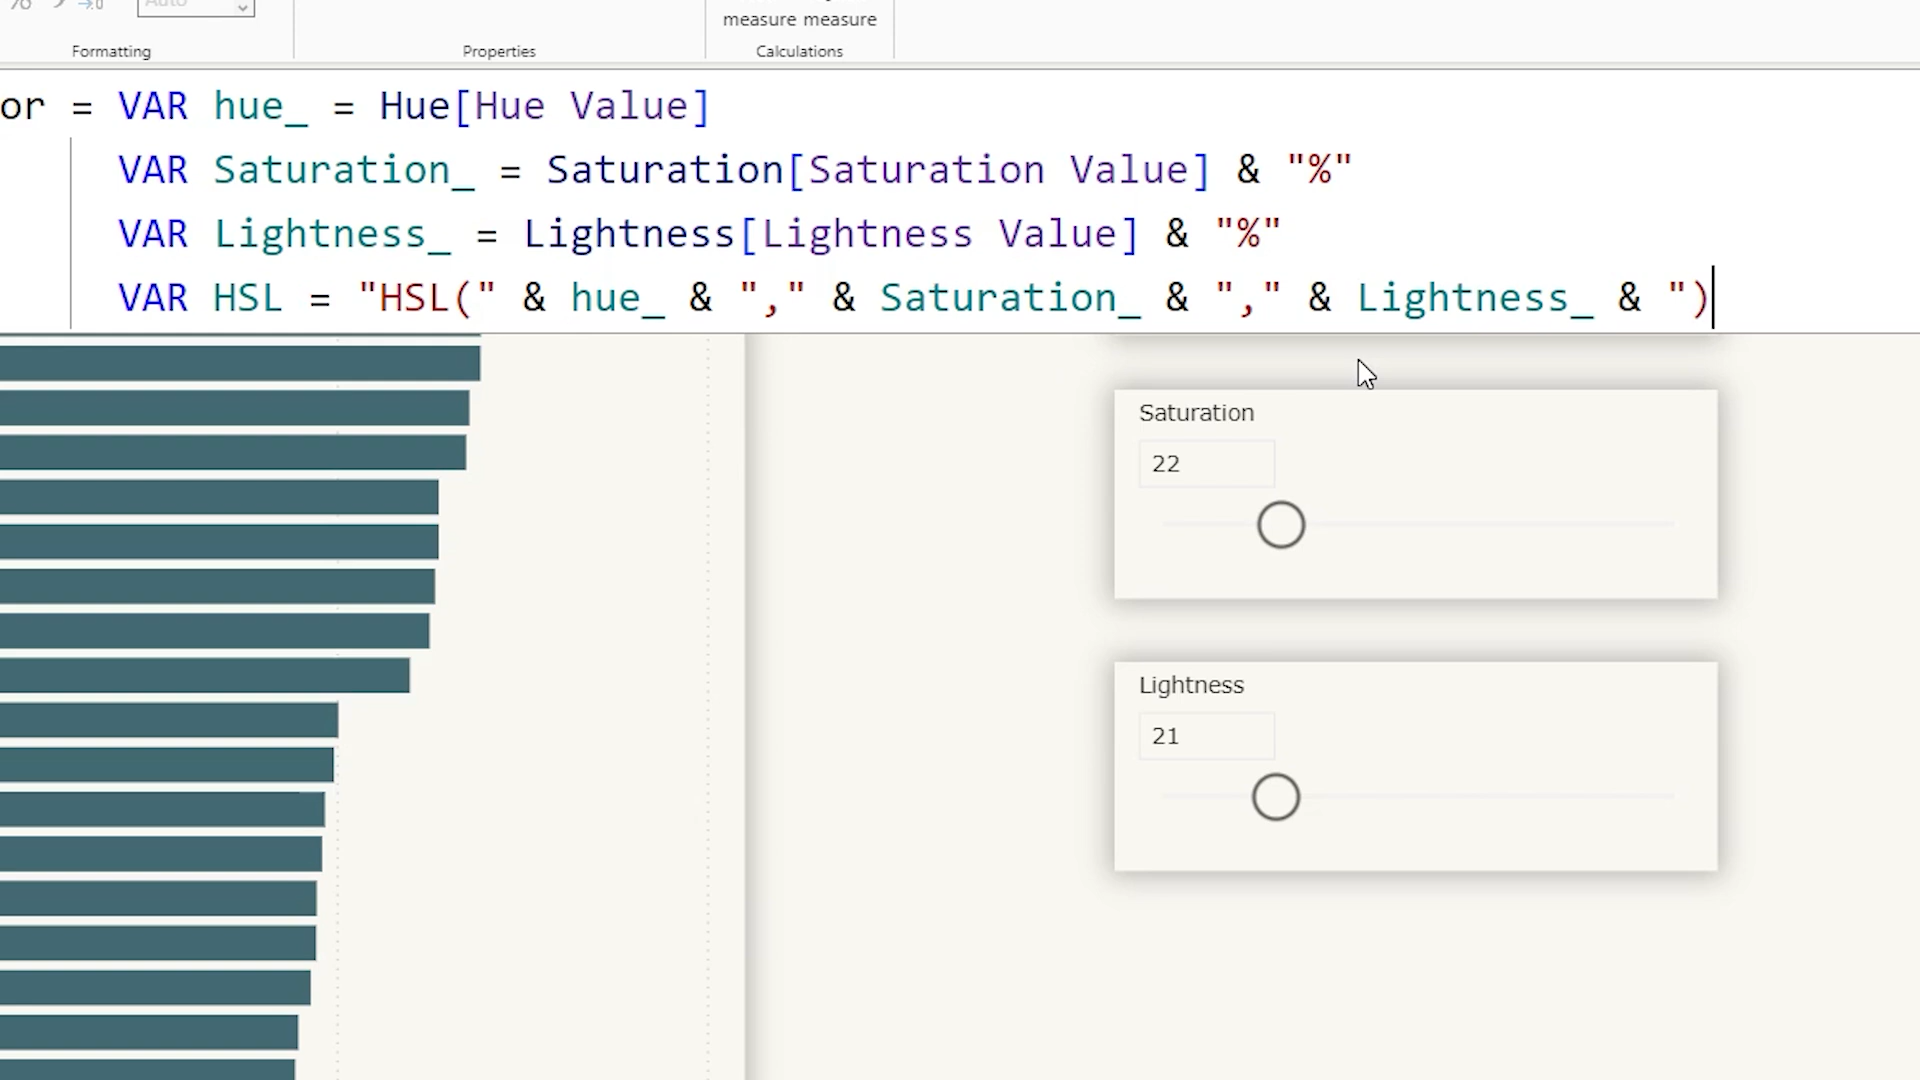 Auto
measure measure
Formatting
Properties
Calculations
or = VAR hue_ = Hue[Hue Value]
VAR Saturation_ = Saturation[Saturation Value] & "%"
VAR Lightness_ = Lightness[Lightness Value] & "%"
VAR HSL = "HSL(" & hue_ & "," & Saturation_ & "," & Lightness_ & ")
Saturation
22
Lightness
21